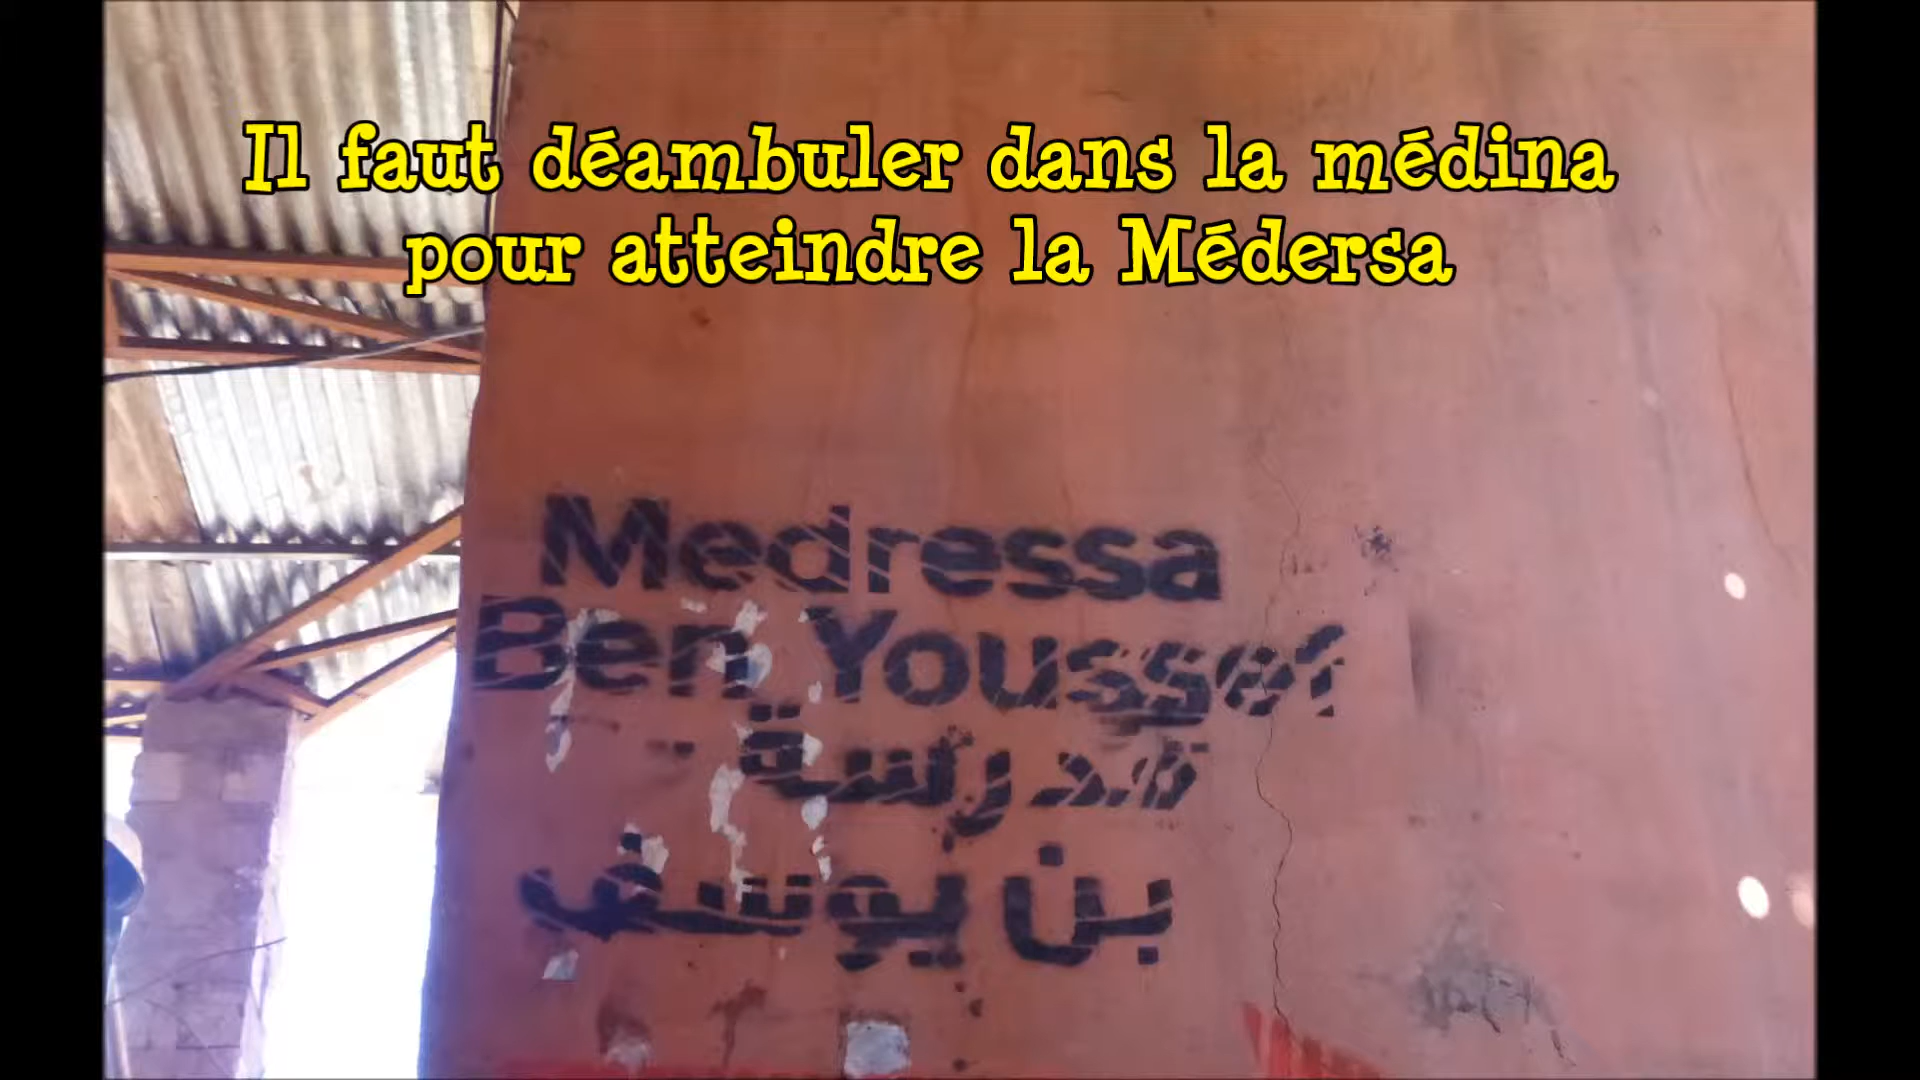 Il faut déambuler dans la médina
pour atteindre la Médersa
Medressa
Ben Youssef
مدرسة
بن يوسف